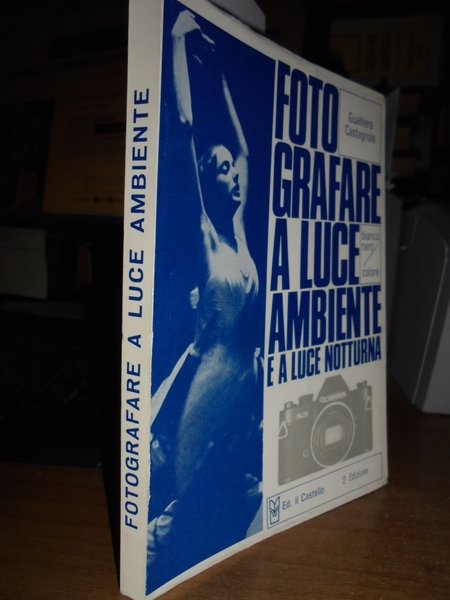 FOTOGRAFARE A LUCE AMBIENTE
FOTO
GRAFARE
A LUCE
AMBIENTE
E A LUCE NOTTURNA
Gualtiero
Castagnola
bianco
nero
colore
Ed. il Castello
2ª Edizione